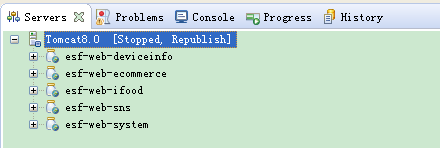 Servers Problems Console Progress History
Tomcat8.0 [Stopped, Republish]
esf-web-deviceinfo
esf-web-ecommerce
esf-web-ifood
esf-web-sns
esf-web-system